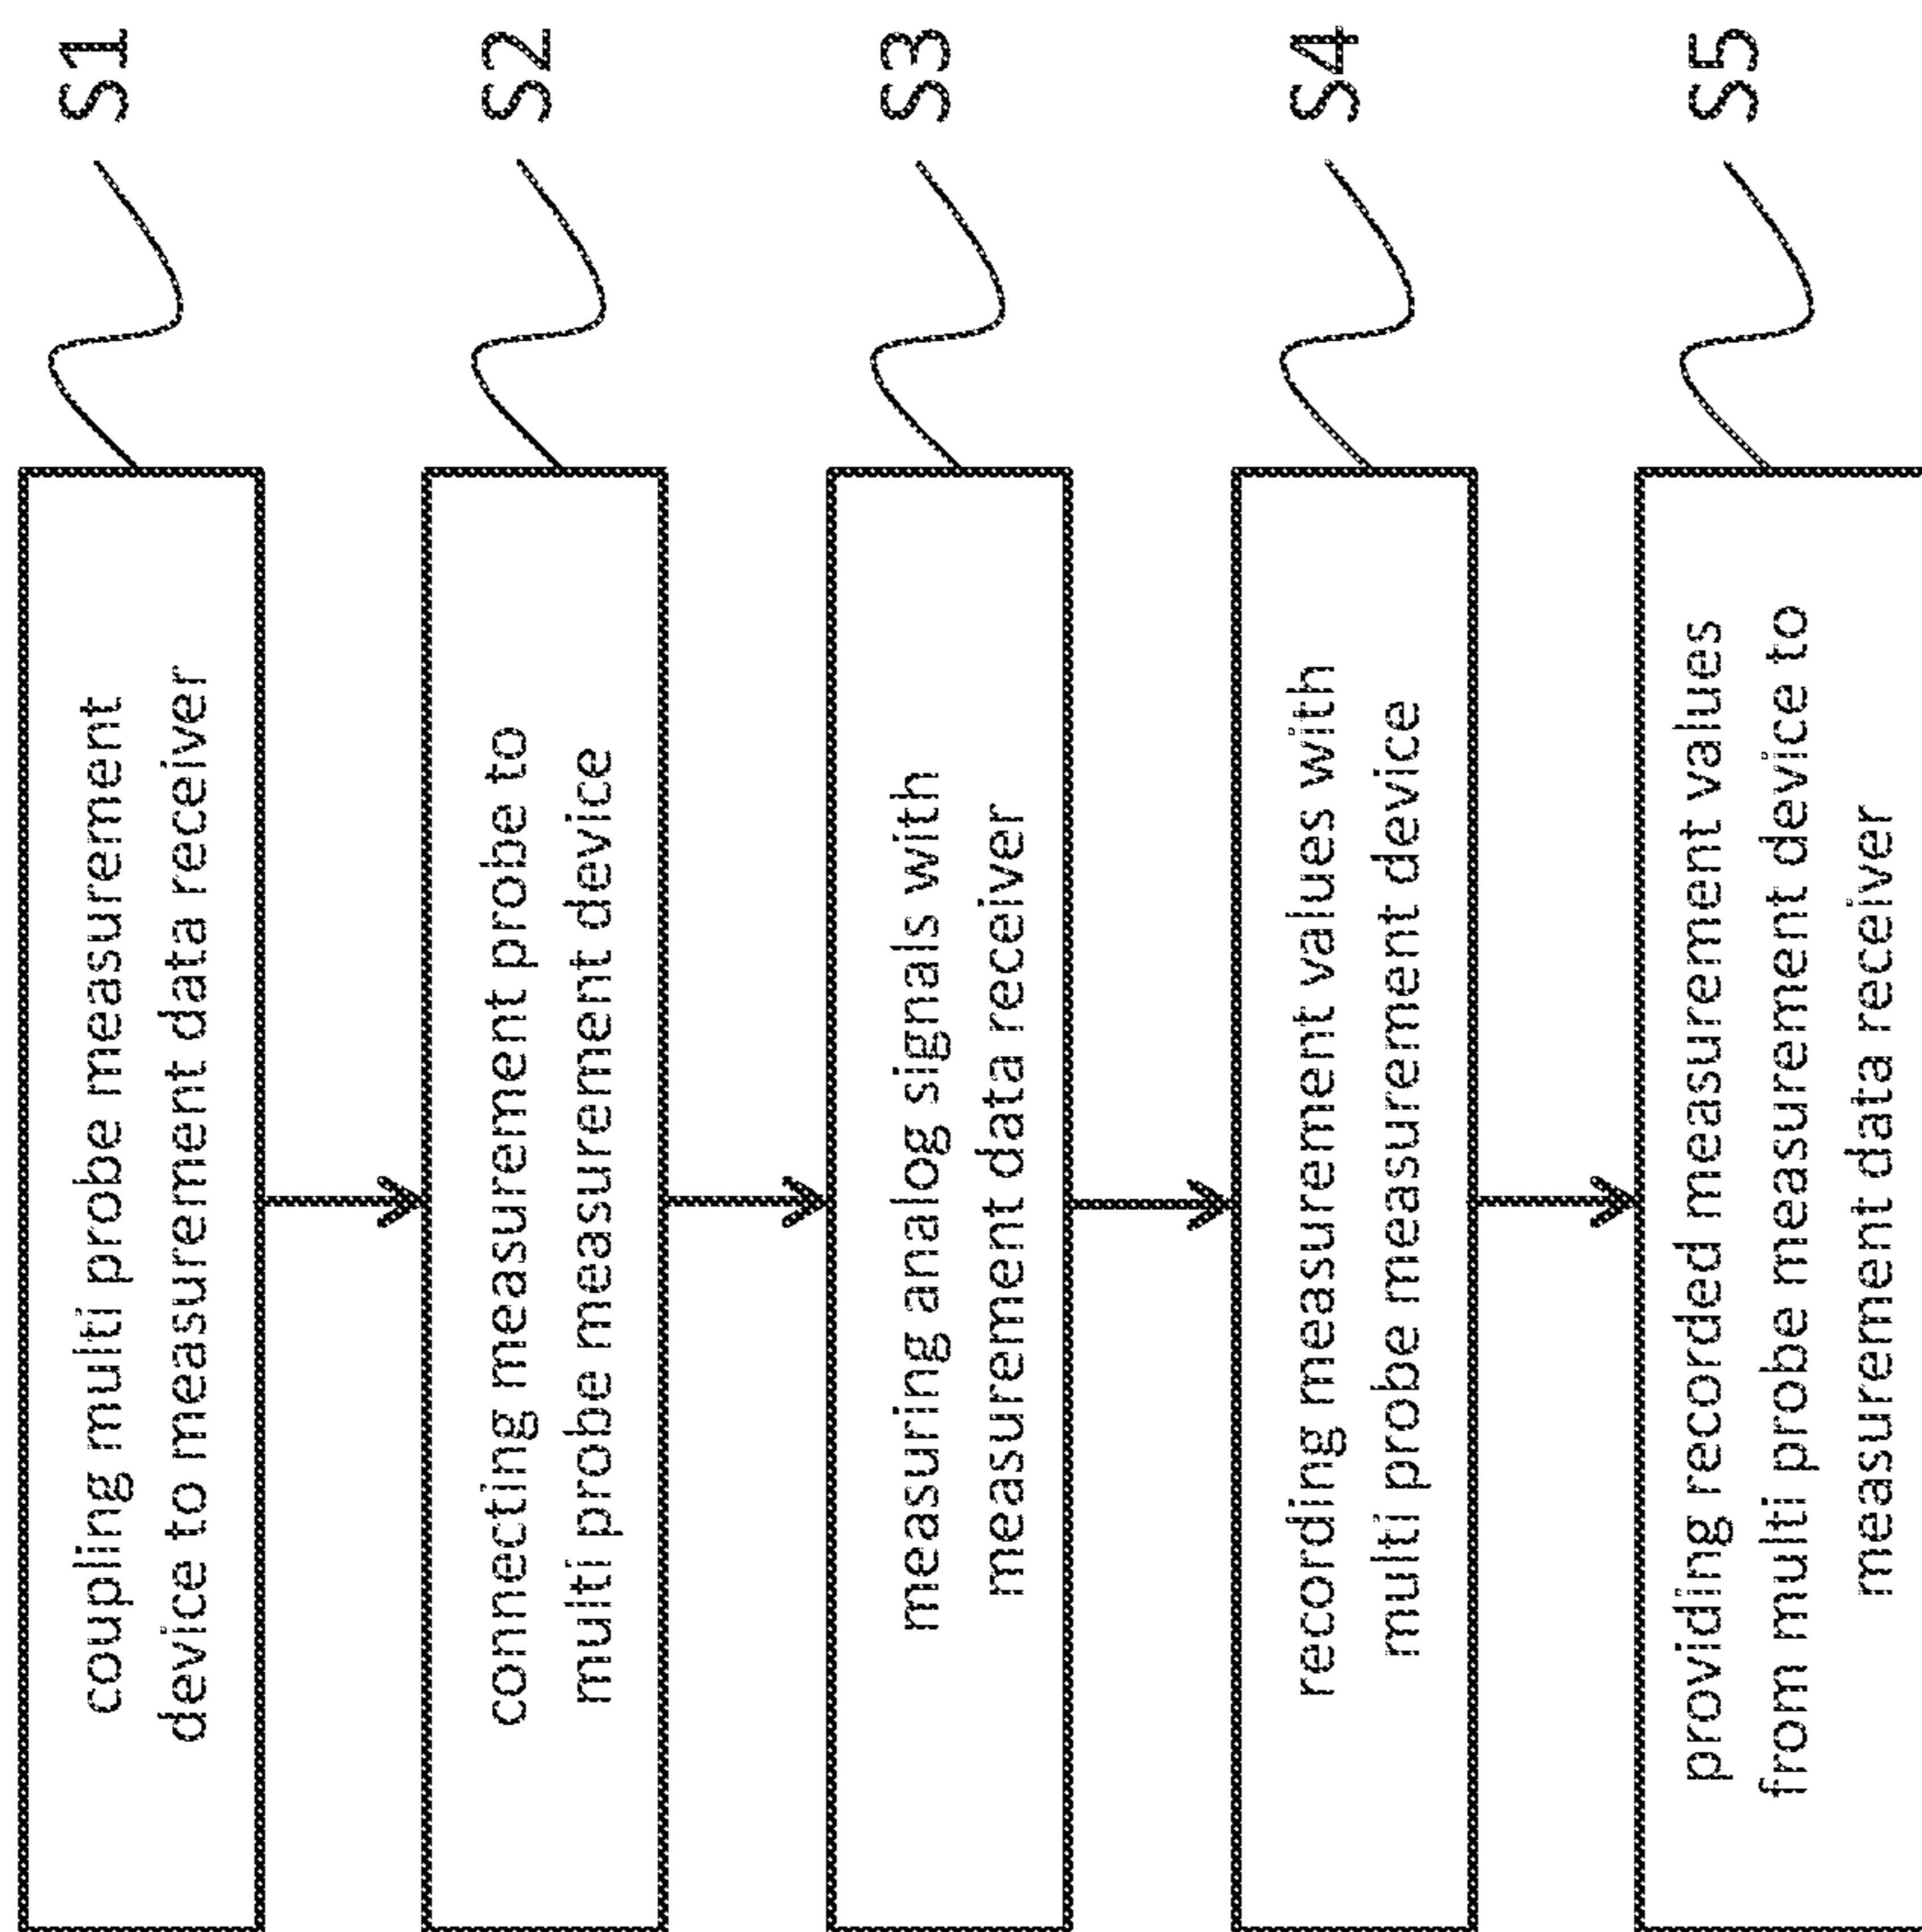 coupling multi probe measurement
device to measurement data receiver
S1
connecting measurement probe to
multi probe measurement device
S2
measuring analog signals with
measurement data receiver
S3
recording measurement values with
multi probe measurement device
S4
providing recorded measurement values
from multi probe measurement device to
measurement data receiver
S5